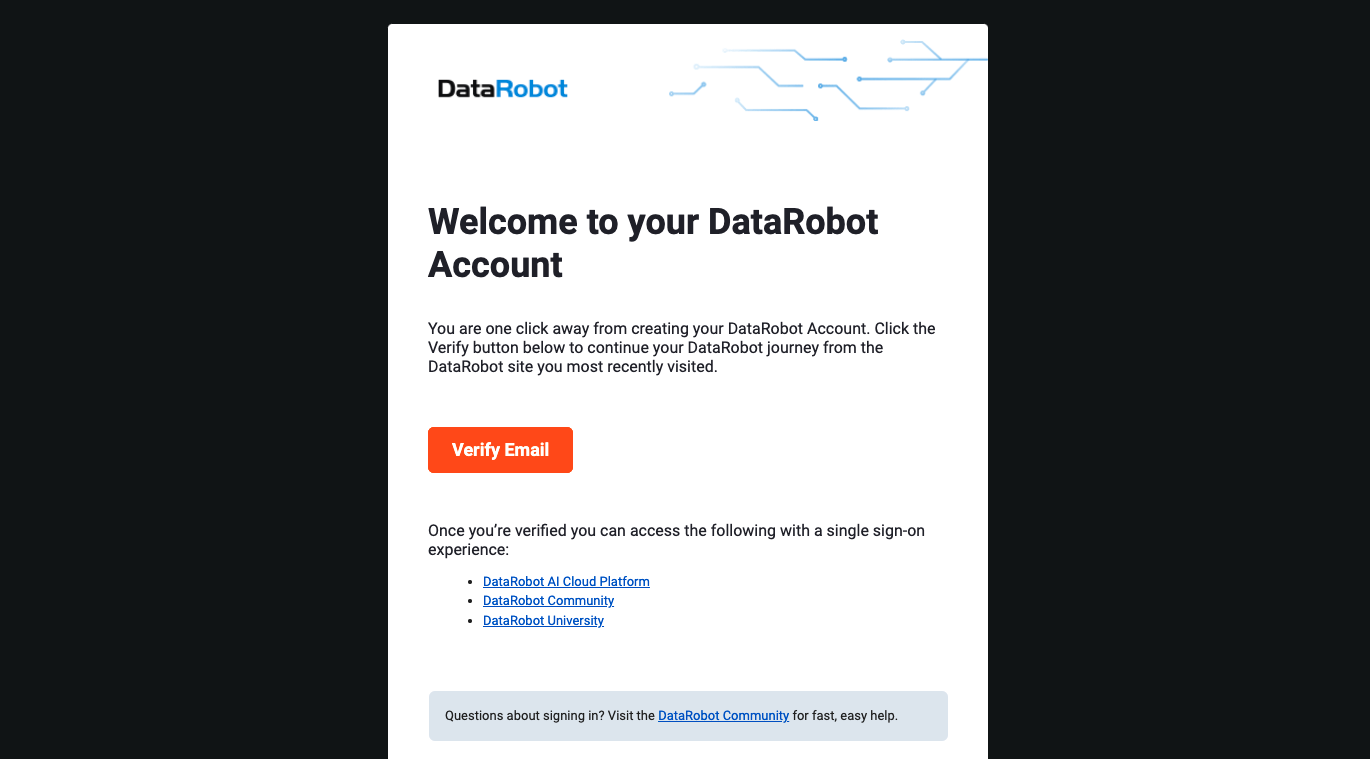 DataRobot
Welcome to your DataRobot
Account
You are one click away from creating your DataRobot Account. Click the
Verify button below to continue your DataRobot journey from the
DataRobot site you most recently visited.
Verify Email
Once you’re verified you can access the following with a single sign-on
experience:
• DataRobot AI Cloud Platform
• DataRobot Community
• DataRobot University
Questions about signing in? Visit the DataRobot Community for fast, easy help.